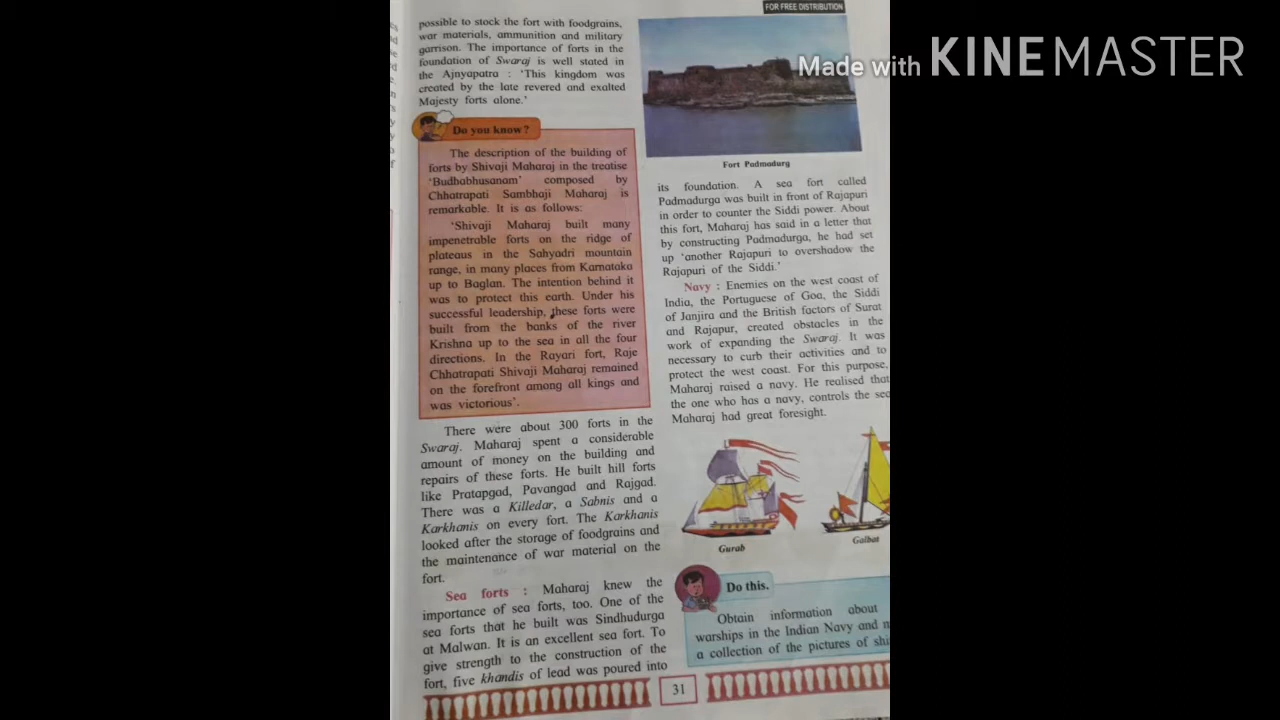 FOR FREE DISTRIBUTION
Made with KINEMASTER
possible to stock the fort with foodgrains,
war materials, ammunition and military
garrison. The importance of forts in the
foundation of Swaraj is well stated in
the Ajnyapatra : 'This kingdom was
created by the late revered and exalted
Majesty forts alone.'
Do you know?
The description of the building of
forts by Shivaji Maharaj in the treatise
'Budhabhusanam' composed by
Chhatrapati Sambhaji Maharaj is
remarkable. It is as follows:
'Shivaji Maharaj built many
impenetrable forts on the ridge of
plateaus in the Sahyadri mountain
range, in many places from Karnataka
up to Baglan. The intention behind it
was to protect this earth. Under his
successful leadership, these forts were
built from the banks of the river
Krishna up to the sea in all the four
directions. In the Rayari fort, Raje
Chhatrapati Shivaji Maharaj remained
on the forefront among all kings and
was victorious'.
There were about 300 forts in the
Swaraj. Maharaj spent a considerable
amount of money on the building and
repairs of these forts. He built hill forts
like Pratapgad, Pavangad and Rajgad.
There was a Killedar, a Sabnis and a
Karkhanis on every fort. The Karkhanis
looked after the storage of foodgrains and
the maintenance of war material on the
fort.
Sea forts : Maharaj knew the
importance of sea forts, too. One of the
sea forts that he built was Sindhudurga
at Malwan. It is an excellent sea fort. To
give strength to the construction of the
fort, five khandis of lead was poured into
Fort Padmadurg
its foundation. A sea fort called
Padmadurga was built in front of Rajapuri
in order to counter the Siddi power. About
this fort, Maharaj has said in a letter that
by constructing Padmadurga, he had set
up 'another Rajapuri to overshadow the
Rajapuri of the Siddi.'
Navy : Enemies on the west coast of
India, the Portuguese of Goa, the Siddi
of Janjira and the British factors of Surat
and Rajapur, created obstacles in the
work of expanding the Swaraj. It was
necessary to curb their activities and to
protect the west coast. For this purpose,
Maharaj raised a navy. He realised that
the one who has a navy, controls the sea
Maharaj had great foresight.
Gurab
Galbat
Do this.
Obtain information about
warships in the Indian Navy and
a collection of the pictures of
31